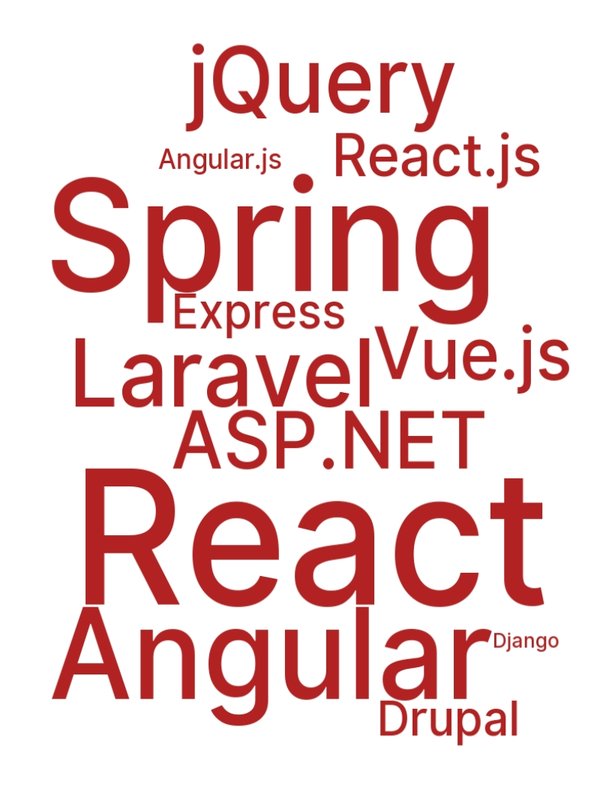 jQuery
Angular.js
React.js
Spring
Express
Vue.js
Laravel
ASP.NET
React
Angular
Django
Drupal